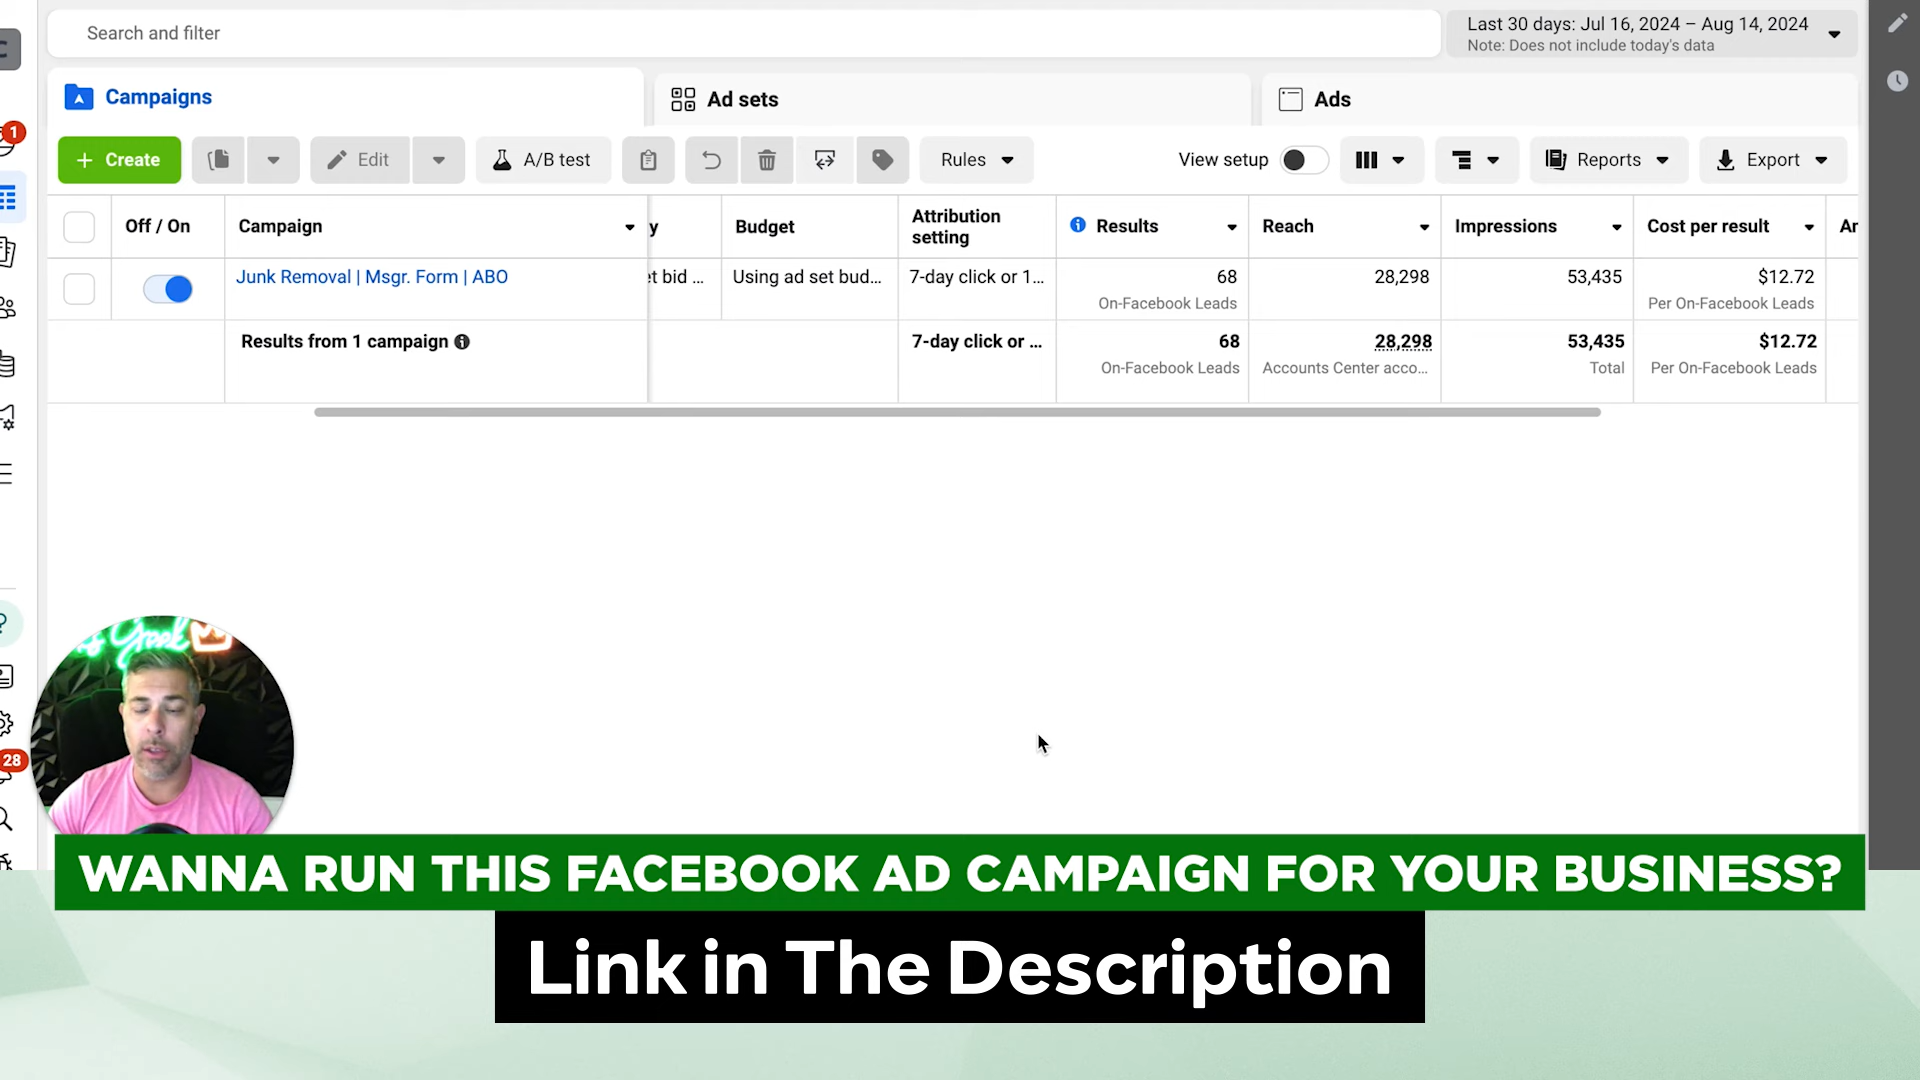 Search and filter
Last 30 days: Jul 16, 2024 – Aug 14, 2024
Note: Does not include today's data
Campaigns
Ad sets
Ads
1
+ Create
Edit
A/B test
Rules
View setup
Reports
Export
Off / On
Campaign
y
Budget
Attribution
setting
Results
Reach
Impressions
Cost per result
Ar
Junk Removal | Msgr. Form | ABO
et bid ...
Using ad set bud...
7-day click or 1...
68
On-Facebook Leads
28,298
53,435
$12.72
Per On-Facebook Leads
Results from 1 campaign
7-day click or ...
68
On-Facebook Leads
28,298
Accounts Center acco...
53,435
Total
$12.72
Per On-Facebook Leads
28
WANNA RUN THIS FACEBOOK AD CAMPAIGN FOR YOUR BUSINESS?
Link in The Description